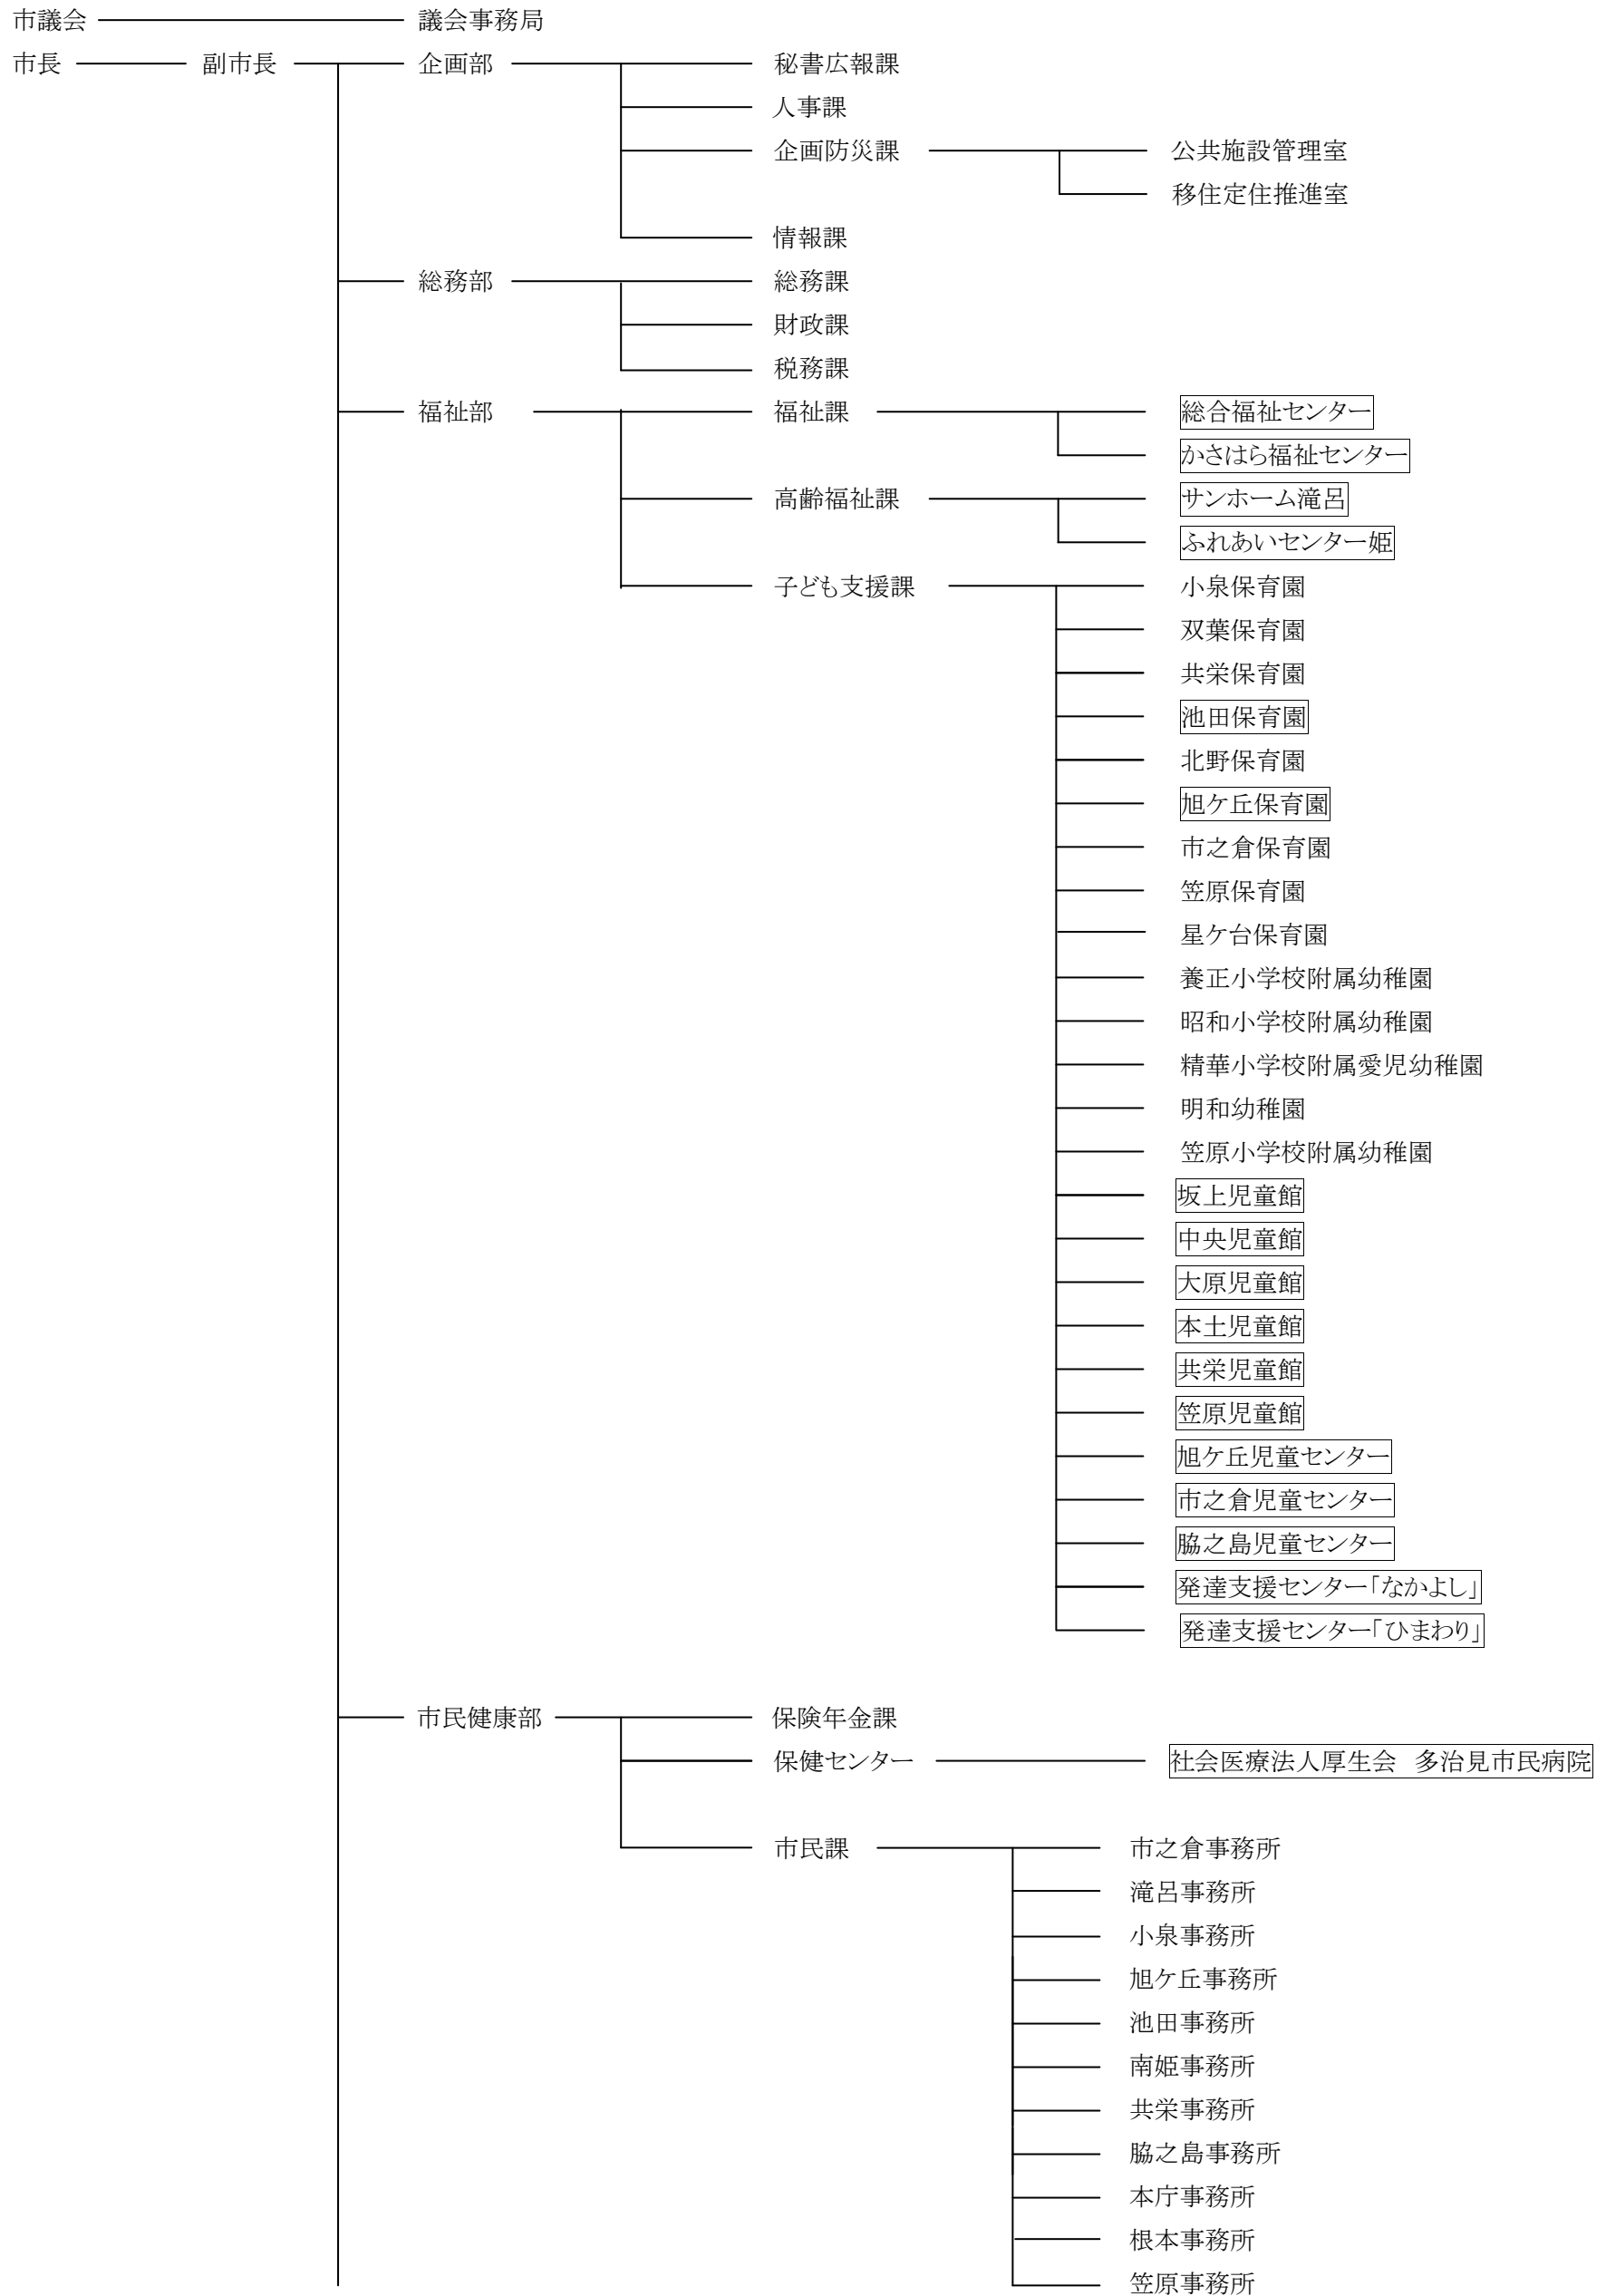 市議会 議会事務局
市長 副市長 企画部 秘書広報課
人事課
企画防災課 公共施設管理室
移住定住推進室
情報課
総務部 総務課
財政課
税務課
福祉部 福祉課 総合福祉センター
かさはら福祉センター
高齢福祉課 サンホーム滝呂
ふれあいセンター姫
子ども支援課 小泉保育園
双葉保育園
共栄保育園
池田保育園
北野保育園
旭ケ丘保育園
市之倉保育園
笠原保育園
星ケ台保育園
養正小学校附属幼稚園
昭和小学校附属幼稚園
精華小学校附属愛児幼稚園
明和幼稚園
笠原小学校附属幼稚園
坂上児童館
中央児童館
大原児童館
本土児童館
共栄児童館
笠原児童館
旭ケ丘児童センター
市之倉児童センター
脇之島児童センター
発達支援センター「なかよし」
発達支援センター「ひまわり」
市民健康部 保険年金課
保健センター 社会医療法人厚生会　多治見市民病院
市民課 市之倉事務所
滝呂事務所
小泉事務所
旭ケ丘事務所
池田事務所
南姫事務所
共栄事務所
脇之島事務所
本庁事務所
根本事務所
笠原事務所